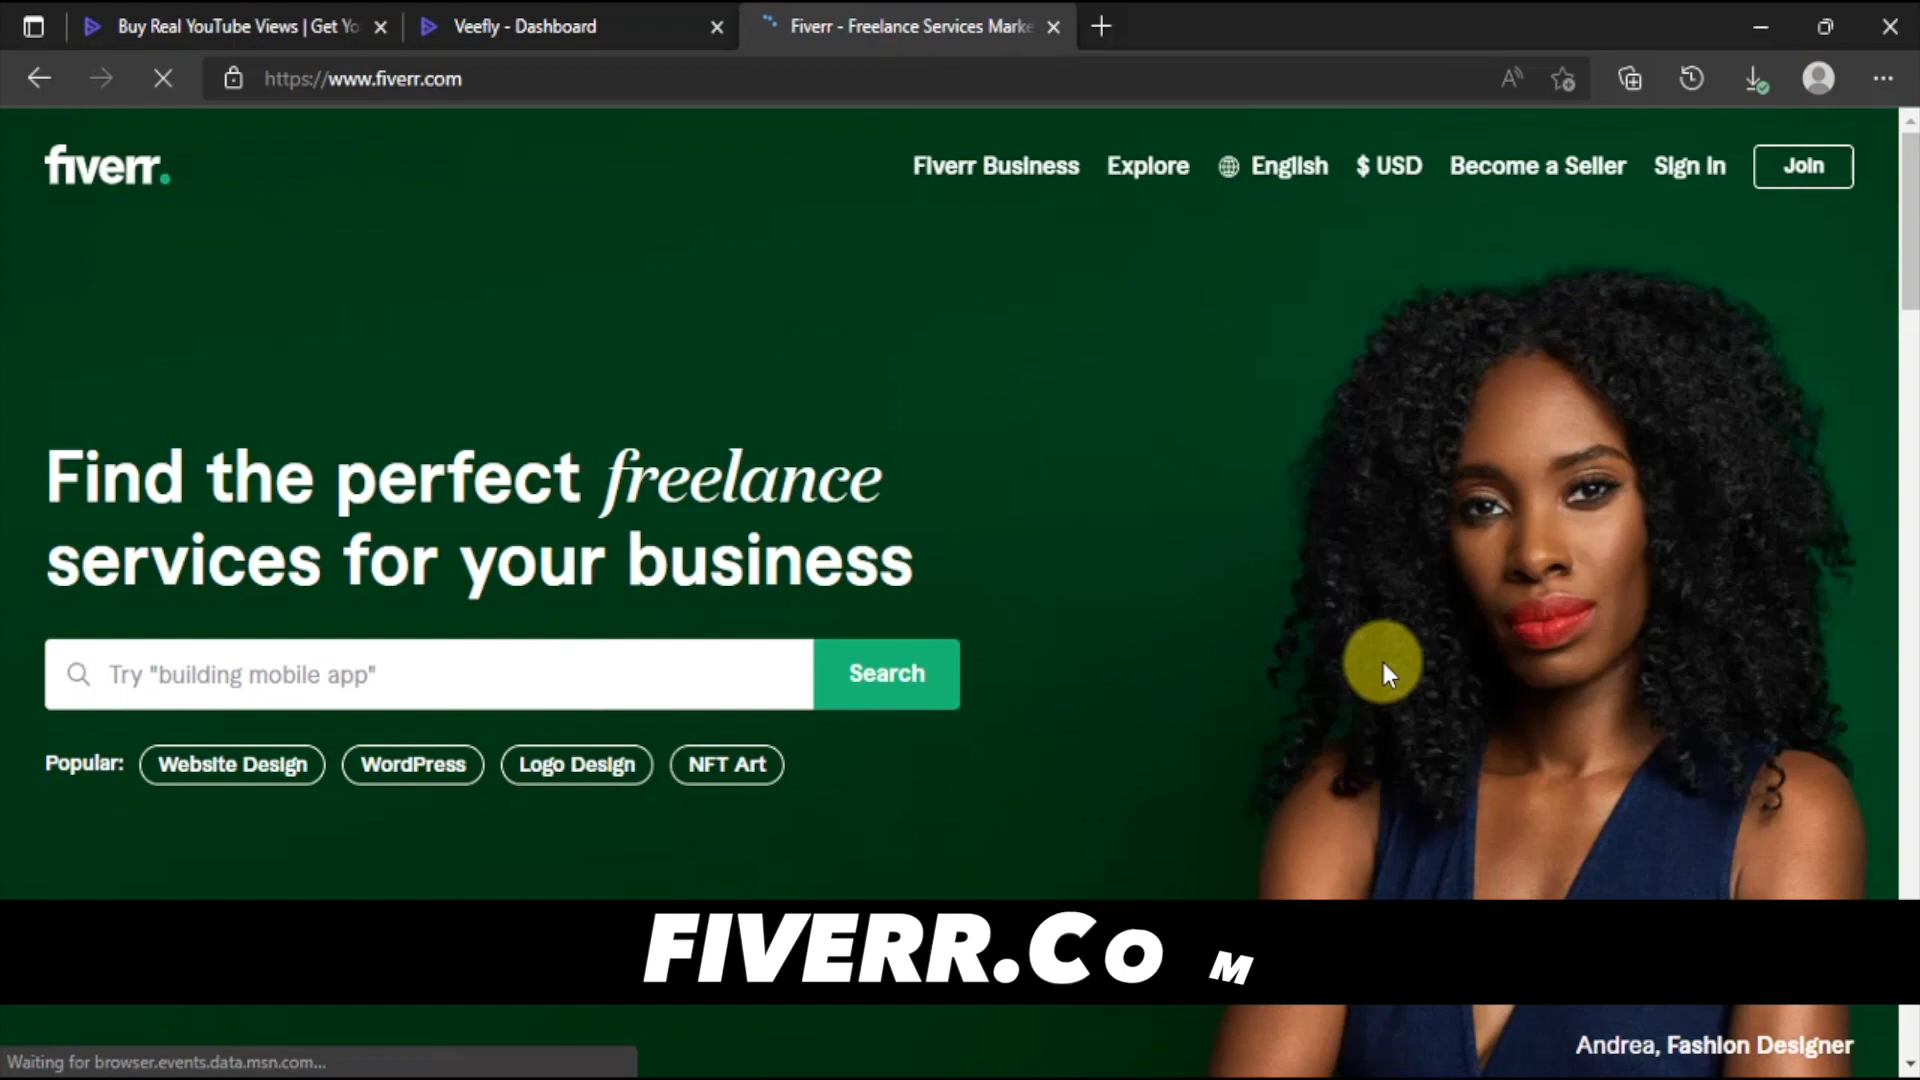 Buy Real YouTube Views | Get Yo
Veefly - Dashboard
Fiverr - Freelance Services Marke
https://www.fiverr.com
fiverr.
Fiverr Business
Explore
English
$ USD
Become a Seller
Sign In
Join
Find the perfect freelance
services for your business
Try "building mobile app"
Search
Popular:
Website Design
WordPress
Logo Design
NFT Art
FIVERR.Co M
Andrea, Fashion Designer
Waiting for browser.events.data.msn.com...